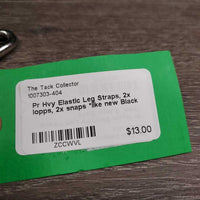 The Tack Collector
1007303-404
Pr Hvy Elastic Leg Straps, 2x
lopps, 2x snaps *like new Black
$13.00
ZCCWVL